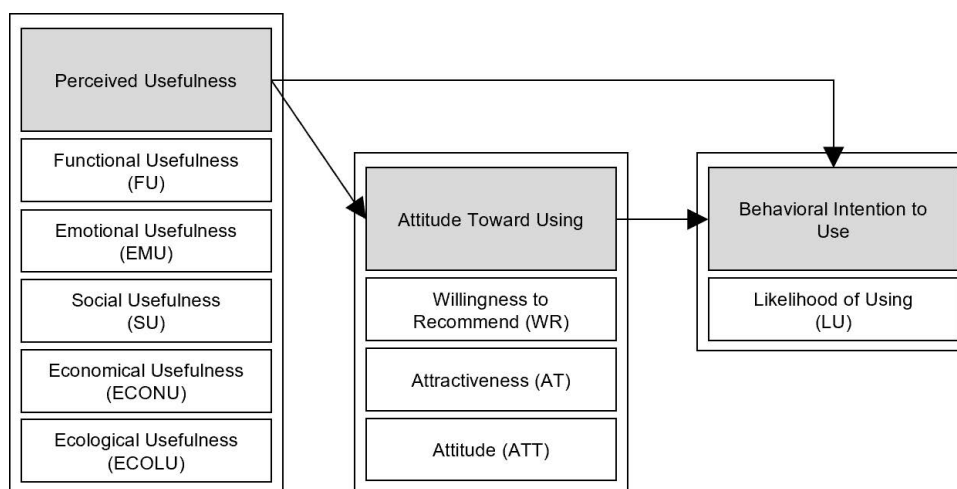 Perceived Usefulness
Functional Usefulness
(FU)
Emotional Usefulness
(EMU)
Social Usefulness
(SU)
Economical Usefulness
(ECONU)
Ecological Usefulness
(ECOLU)
Attitude Toward Using
Willingness to
Recommend (WR)
Attractiveness (AT)
Attitude (ATT)
Behavioral Intention to
Use
Likelihood of Using
(LU)